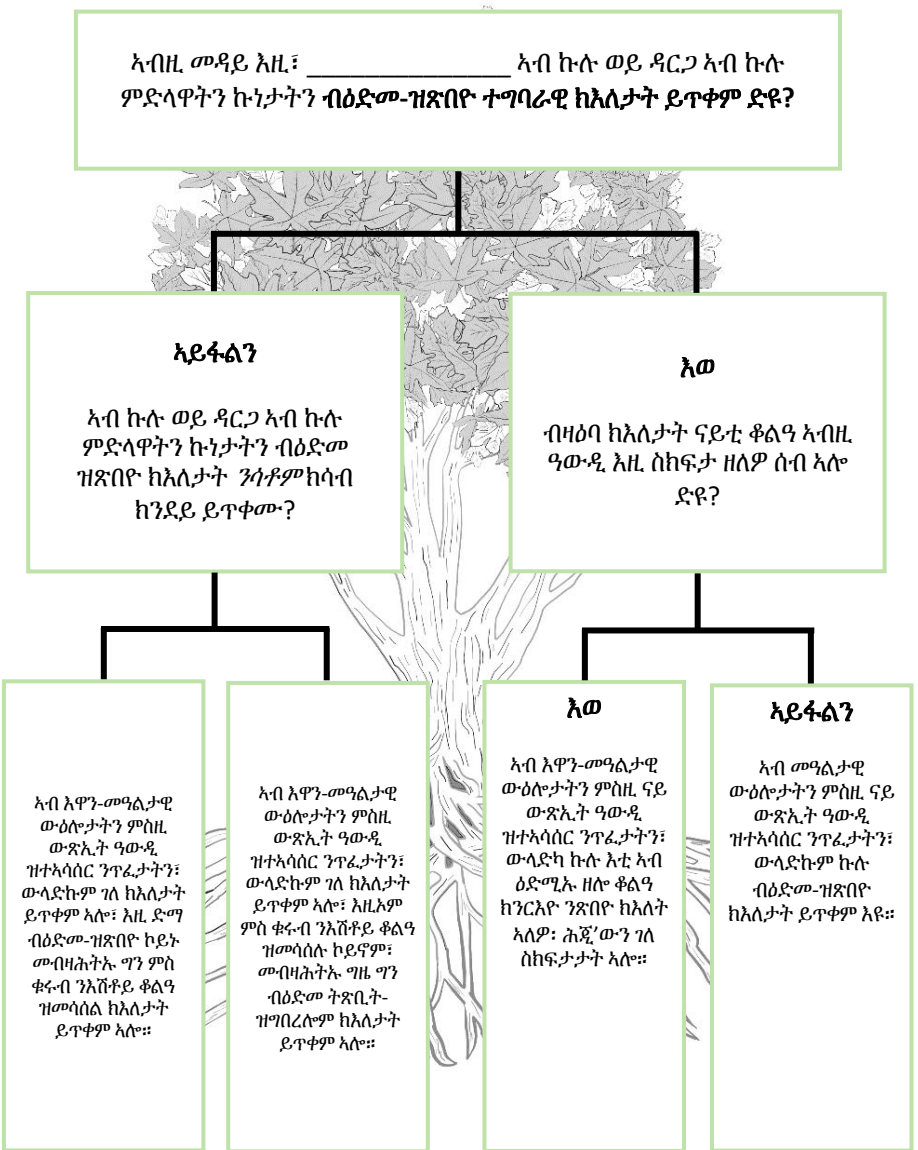 ኣብዚ መዳይ እዚ፣ _________________ ኣብ ኩሉ ወይ ዳርጋ ኣብ ኩሉ
ምድላዋትን ኩነታትን ብዕድመ-ዝጽበዮ ተግባራዊ ክእለታት ይጥቀም ድዩ?
ኣይፋልን
ኣብ ኩሉ ወይ ዳርጋ ኣብ ኩሉ
ምድላዋትን ኩነታትን ብዕድመ
ዝጽበዮ ክእለታት ንሳቶም ክሳብ
ክንደይ ይጥቀሙ?
እወ
ብዛዕባ ክእለታት ናይቲ ቆልዓ ኣብዚ
ዓውዲ እዚ ስክፍታ ዘለዎ ሰብ ኣሎ
ድዩ?
ኣብ እዋን-መዓልታዊ
ውዕሎታትን ምስዚ
ውጽኢት ዓውዲ
ዝተኣሳሰር ንጥፈታትን፣
ውላድኩም ገለ ክእለታት
ይጥቀም ኣሎ፣ እዚ ድማ
ብዕድመ-ዝጽበዮ ኮይኑ
መብዛሕትኡ ግን ምስ
ቁሩብ ንእሽቶይ ቆልዓ
ዝመሳሰል ክእለታት
ይጥቀም ኣሎ።
ኣብ እዋን-መዓልታዊ
ውዕሎታትን ምስዚ
ውጽኢት ዓውዲ
ዝተኣሳሰር ንጥፈታትን፣
ውላድኩም ገለ ክእለታት
ይጥቀም ኣሎ፣ እዚኦም
ምስ ቁሩብ ንእሽቶይ ቆልዓ
ዝመሳሰሉ ኮይኖም፣
መብዛሕትኡ ግዜ ግን
ብዕድመ ትጽቢት-
ዝግበረሎም ክእለታት
ይጥቀም ኣሎ።
እወ
ኣብ እዋን-መዓልታዊ
ውዕሎታትን ምስዚ ናይ
ውጽኢት ዓውዲ
ዝተኣሳሰር ንጥፈታትን፣
ውላድካ ኩሉ እቲ ኣብ
ዕድሚኡ ዘሎ ቆልዓ
ክንርእዮ ንጽበዮ ክእለት
ኣለዎ፡ ሕጂ’ውን ገለ
ስክፍታታት ኣሎ።
ኣይፋልን
ኣብ መዓልታዊ
ውዕሎታትን ምስዚ ናይ
ውጽኢት ዓውዲ
ዝተኣሳሰር ንጥፈታትን፣
ውላድኩም ኩሉ
ብዕድመ-ዝጽበዮ
ክእለታት ይጥቀም እዩ።